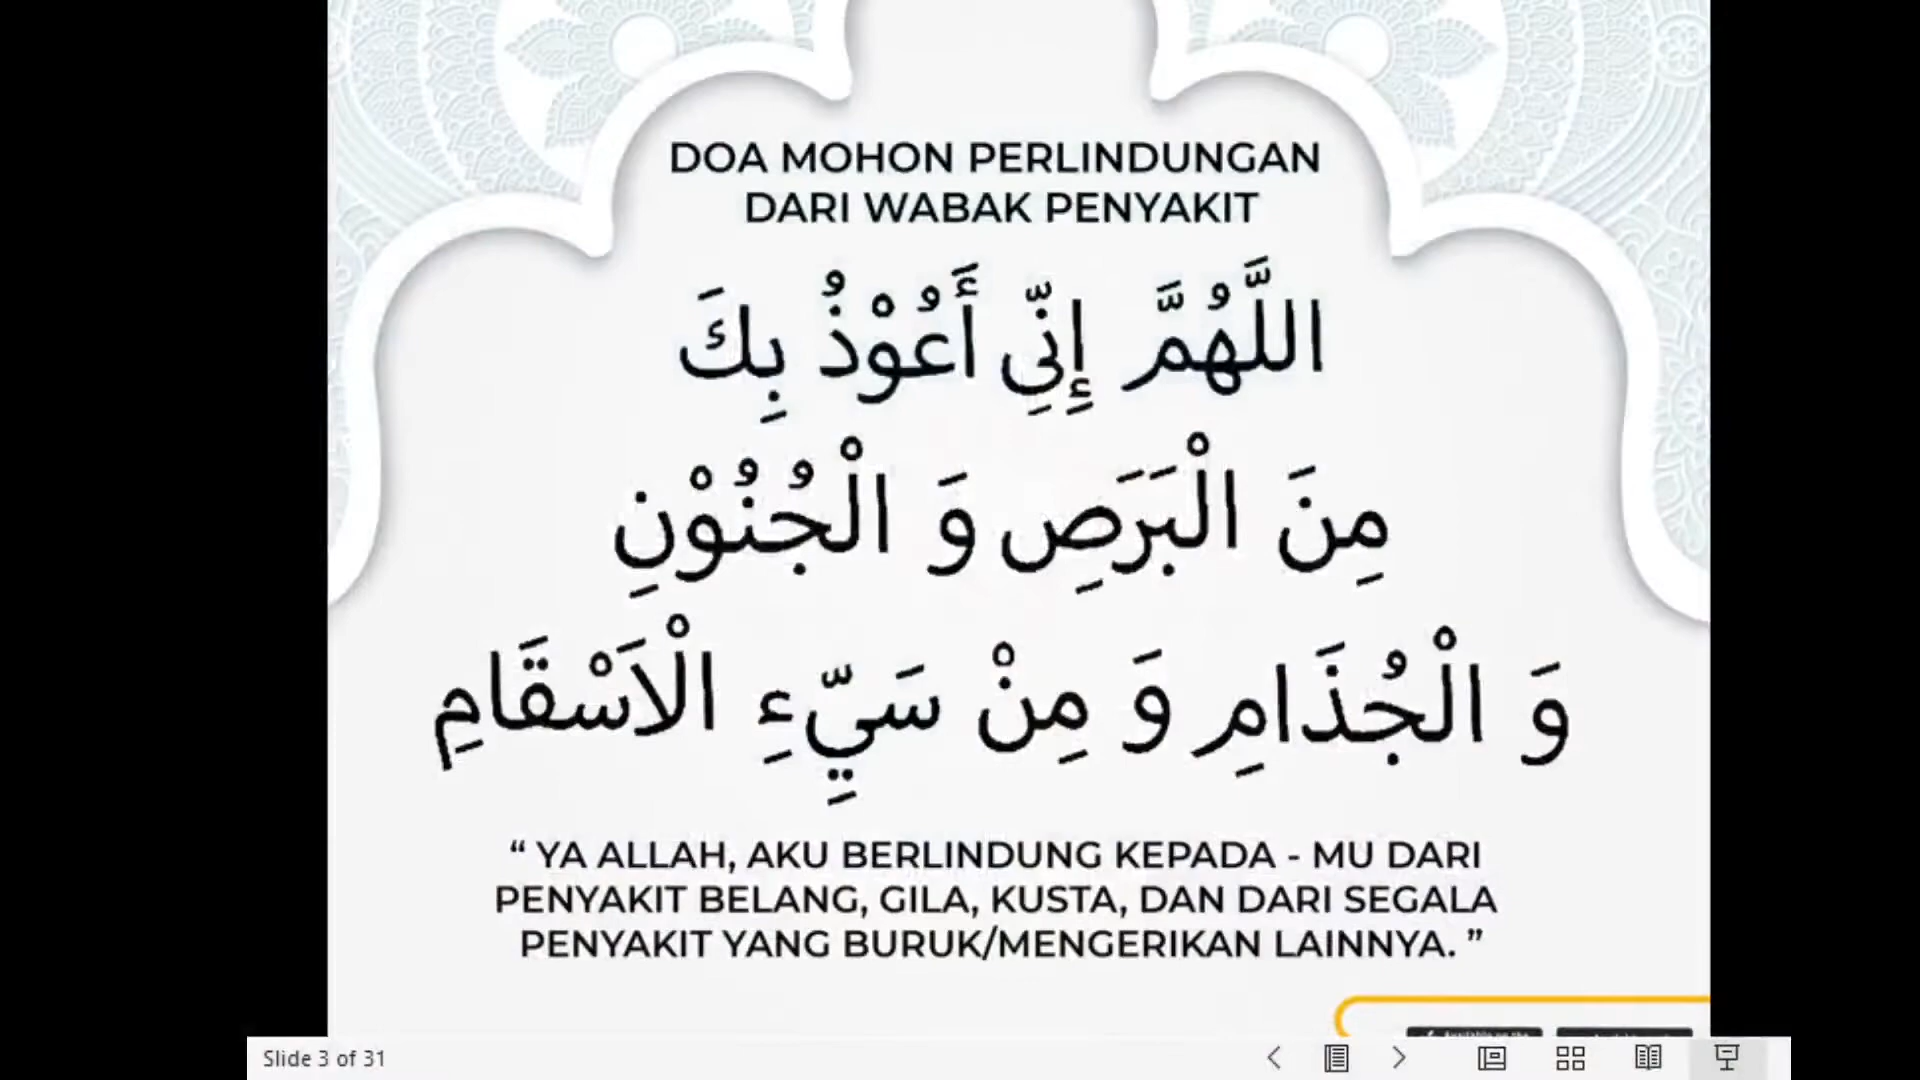 DOA MOHON PERLINDUNGAN
DARI WABAK PENYAKIT
اللَّهُمَّ إِنِّي أَعُوْذُ بِكَ
مِنَ الْبَرَصِ وَ الْجُنُوْنِ
وَ الْجُذَامِ وَ مِنْ سَيِّءِ الْاَسْقَامِ
“ YA ALLAH, AKU BERLINDUNG KEPADA - MU DARI
PENYAKIT BELANG, GILA, KUSTA, DAN DARI SEGALA
PENYAKIT YANG BURUK/MENGERIKAN LAINNYA. ”
Slide 3 of 31